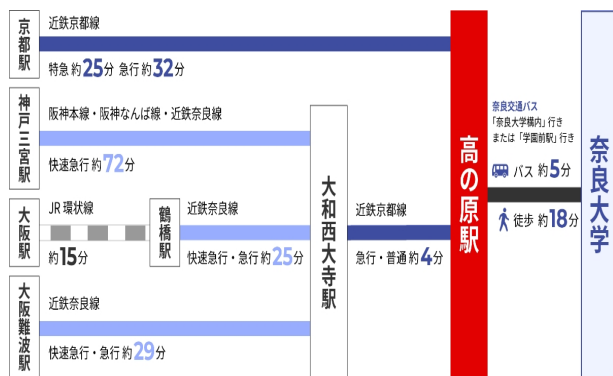 京都駅
近鉄京都線
特急 約25分 急行 約32分
神戸三宮駅
阪神本線・阪神なんば線・近鉄奈良線
快速急行 約72分
大阪駅
JR 環状線
約15分
鶴橋駅
近鉄奈良線
快速急行・急行 約25分
大阪難波駅
近鉄奈良線
快速急行・急行 約29分
大和西大寺駅
近鉄京都線
急行・普通 約4分
高の原駅
奈良交通バス
「奈良大学構内」行き
または「学園前駅」行き
バス 約5分
徒歩 約18分
奈良大学